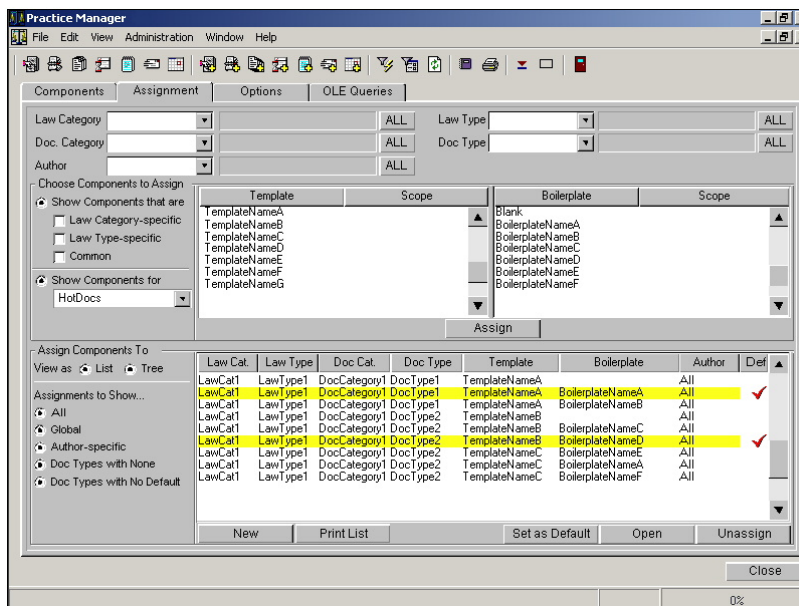 Practice Manager
File Edit View Administration Window Help
Components Assignment Options OLE Queries
Law Category ALL Law Type ALL
Doc. Category ALL Doc Type ALL
Author ALL
Choose Components to Assign
Show Components that are
Law Category-specific
Law Type-specific
Common
Show Components for
HotDocs
Template Scope
TemplateNameA
TemplateNameB
TemplateNameC
TemplateNameD
TemplateNameE
TemplateNameF
TemplateNameG
Boilerplate Scope
Blank
BoilerplateNameA
BoilerplateNameB
BoilerplateNameC
BoilerplateNameD
BoilerplateNameE
BoilerplateNameF
Assign
Assign Components To
View as List Tree
Assignments to Show...
All
Global
Author-specific
Doc Types with None
Doc Types with No Default
Law Cat. Law Type Doc Cat. Doc Type Template Boilerplate Author Def
LawCat1 LawType1 DocCategory1 DocType1 TemplateNameA All
LawCat1 LawType1 DocCategory1 DocType1 TemplateNameA BoilerplateNameA All
LawCat1 LawType1 DocCategory1 DocType1 TemplateNameA BoilerplateNameB All
LawCat1 LawType1 DocCategory1 DocType2 TemplateNameB All
LawCat1 LawType1 DocCategory1 DocType2 TemplateNameB BoilerplateNameC All
LawCat1 LawType1 DocCategory1 DocType2 TemplateNameB BoilerplateNameD All
LawCat1 LawType1 DocCategory1 DocType2 TemplateNameC BoilerplateNameE All
LawCat1 LawType1 DocCategory1 DocType2 TemplateNameC BoilerplateNameA All
LawCat1 LawType1 DocCategory1 DocType2 TemplateNameC BoilerplateNameF All
New Print List Set as Default Open Unassign
Close
0%